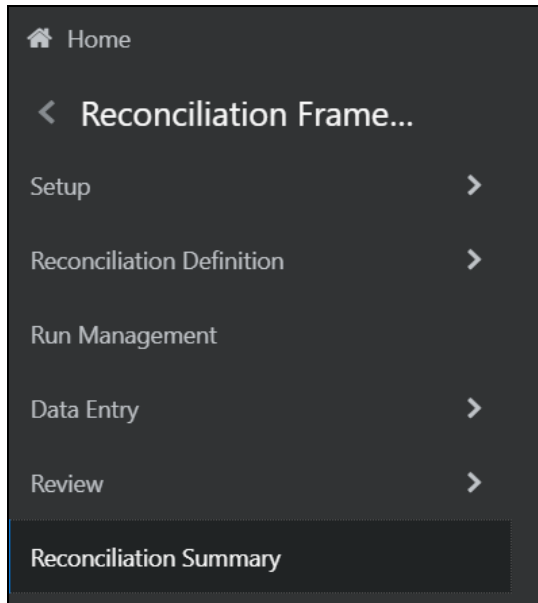 Home
Reconciliation Frame...
Setup
Reconciliation Definition
Run Management
Data Entry
Review
Reconciliation Summary